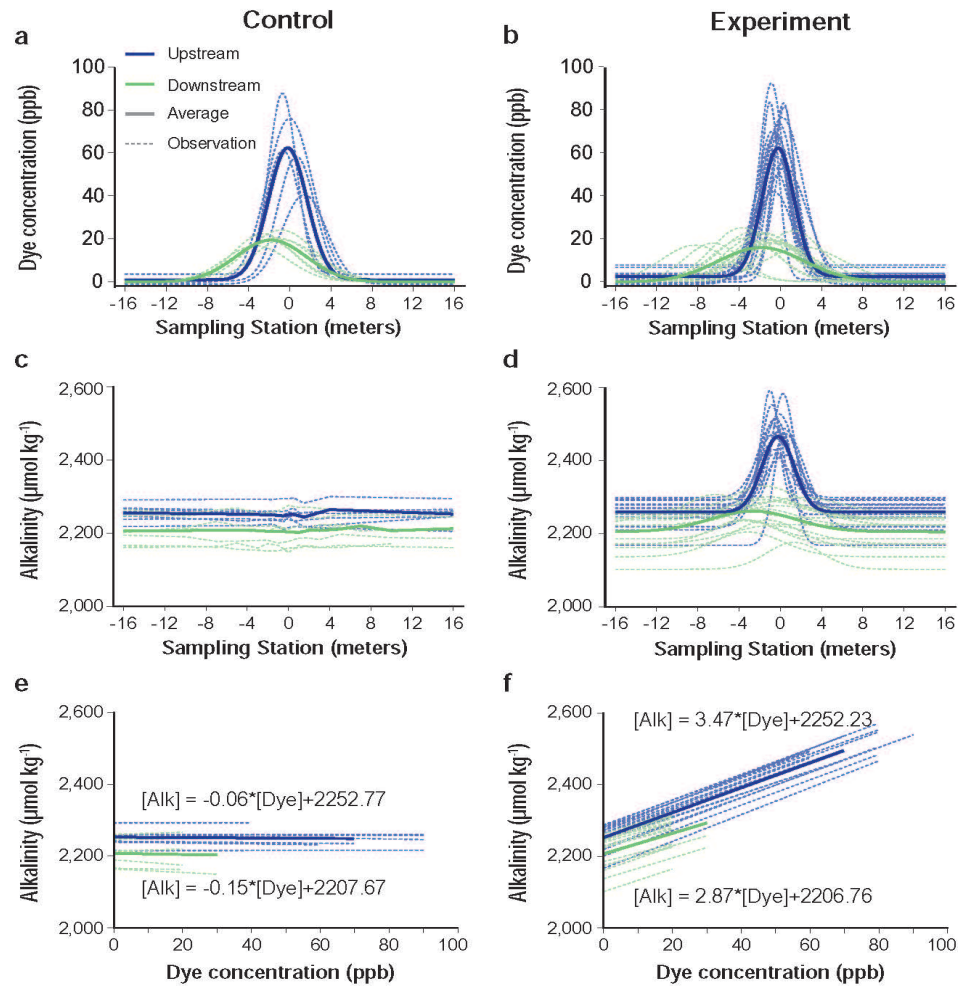 Control
Experiment
a
b
Upstream
Downstream
Average
Observation
Dye concentration (ppb)
100
80
60
40
20
0
-16 -12 -8 -4 0 4 8 12 16
Sampling Station (meters)
Dye concentration (ppb)
100
80
60
40
20
0
-16 -12 -8 -4 0 4 8 12 16
Sampling Station (meters)
c
d
Alkalinity (µmol kg⁻¹)
2,600
2,400
2,200
2,000
-16 -12 -8 -4 0 4 8 12 16
Sampling Station (meters)
Alkalinity (µmol kg⁻¹)
2,600
2,400
2,200
2,000
-16 -12 -8 -4 0 4 8 12 16
Sampling Station (meters)
e
f
Alkalinity (µmol kg⁻¹)
2,600
2,400
2,200
2,000
[Alk] = -0.06*[Dye]+2252.77
[Alk] = -0.15*[Dye]+2207.67
0 20 40 60 80 100
Dye concentration (ppb)
Alkalinity (µmol kg⁻¹)
2,600
2,400
2,200
2,000
[Alk] = 3.47*[Dye]+2252.23
[Alk] = 2.87*[Dye]+2206.76
0 20 40 60 80 100
Dye concentration (ppb)